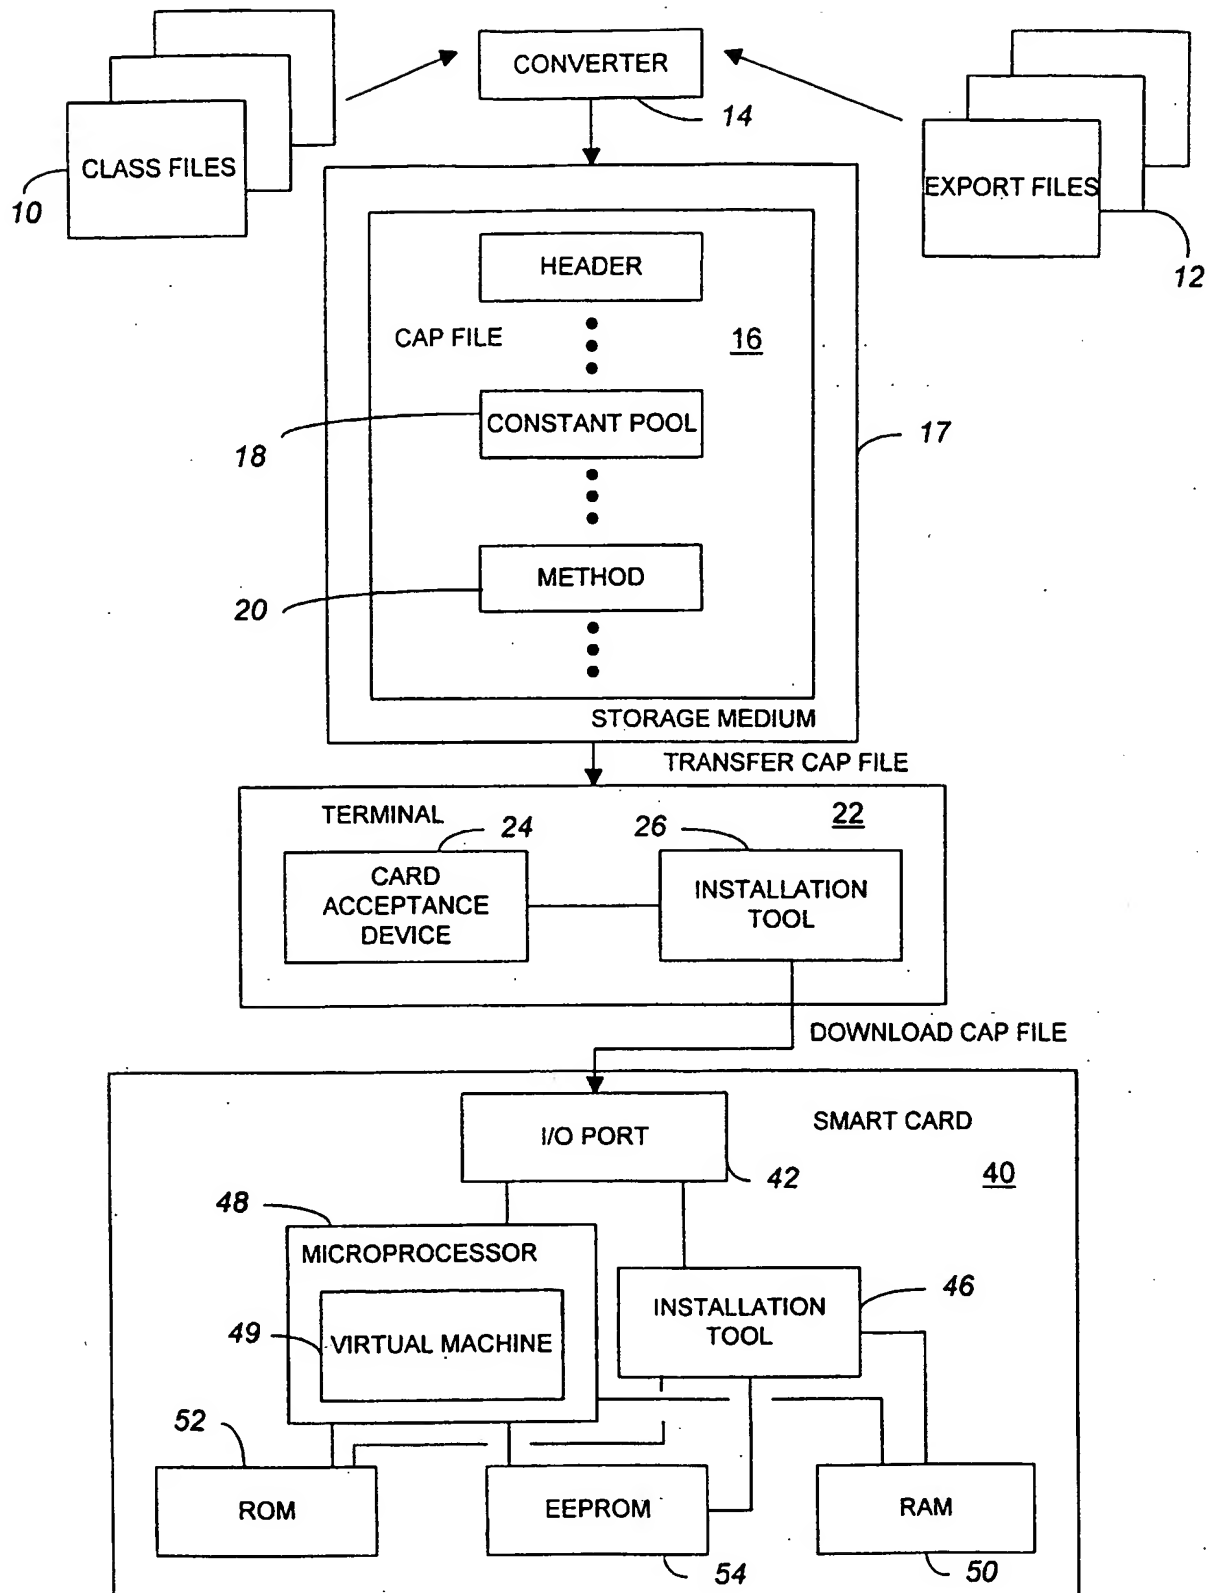 CONVERTER
14
CLASS FILES
10
EXPORT FILES
12
HEADER
CAP FILE
16
CONSTANT POOL
18
17
METHOD
20
STORAGE MEDIUM
TRANSFER CAP FILE
TERMINAL
22
24
26
CARD
ACCEPTANCE
DEVICE
INSTALLATION
TOOL
DOWNLOAD CAP FILE
SMART CARD
I/O PORT
42
40
48
MICROPROCESSOR
INSTALLATION
TOOL
46
49
VIRTUAL MACHINE
52
ROM
EEPROM
RAM
54
50